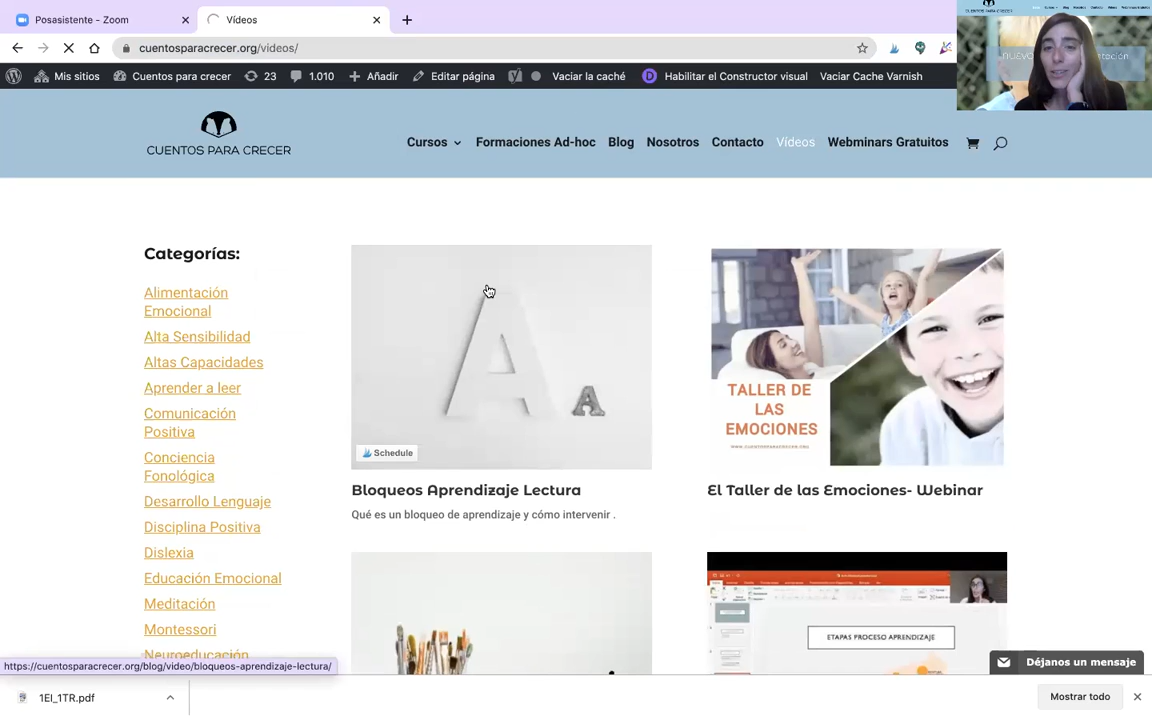 Posasistente - Zoom
Vídeos
cuentosparacrecer.org/videos/
Mis sitios
Cuentos para crecer
23
1.010
Añadir
Editar página
Vaciar la caché
Habilitar el Constructor visual
Vaciar Cache Varnish
CUENTOS PARA CRECER
Cursos
Formaciones Ad-hoc
Blog
Nosotros
Contacto
Vídeos
Webminars Gratuitos
Categorías:
Alimentación
Emocional
Alta Sensibilidad
Altas Capacidades
Aprender a leer
Comunicación
Positiva
Conciencia
Fonológica
Desarrollo Lenguaje
Disciplina Positiva
Dislexia
Educación Emocional
Meditación
Montessori
Neuroeducación
A
A
Schedule
Bloqueos Aprendizaje Lectura
Qué es un bloqueo de aprendizaje y cómo intervenir .
TALLER DE
LAS
EMOCIONES
WWW.CUENTOSPARACRECER.ORG
El Taller de las Emociones- Webinar
ETAPAS PROCESO APRENDIZAJE
Déjanos un mensaje
https://cuentosparacrecer.org/blog/video/bloqueos-aprendizaje-lectura/
1EI_1TR.pdf
Mostrar todo